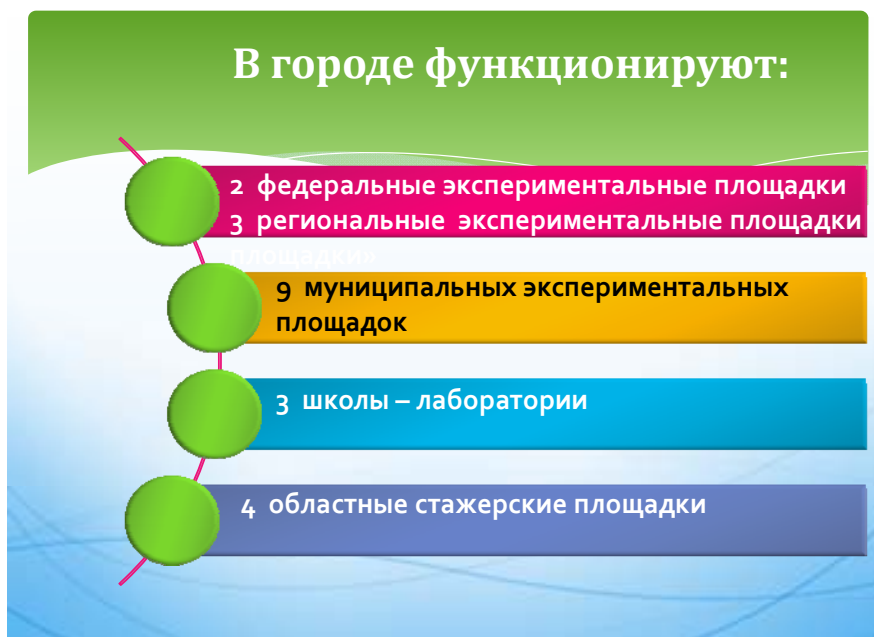 В городе функционируют:
2 федеральные экспериментальные площадки
3 региональные экспериментальные площадки
площадки»
9 муниципальных экспериментальных
площадок
3 школы – лаборатории
4 областные стажерские площадки